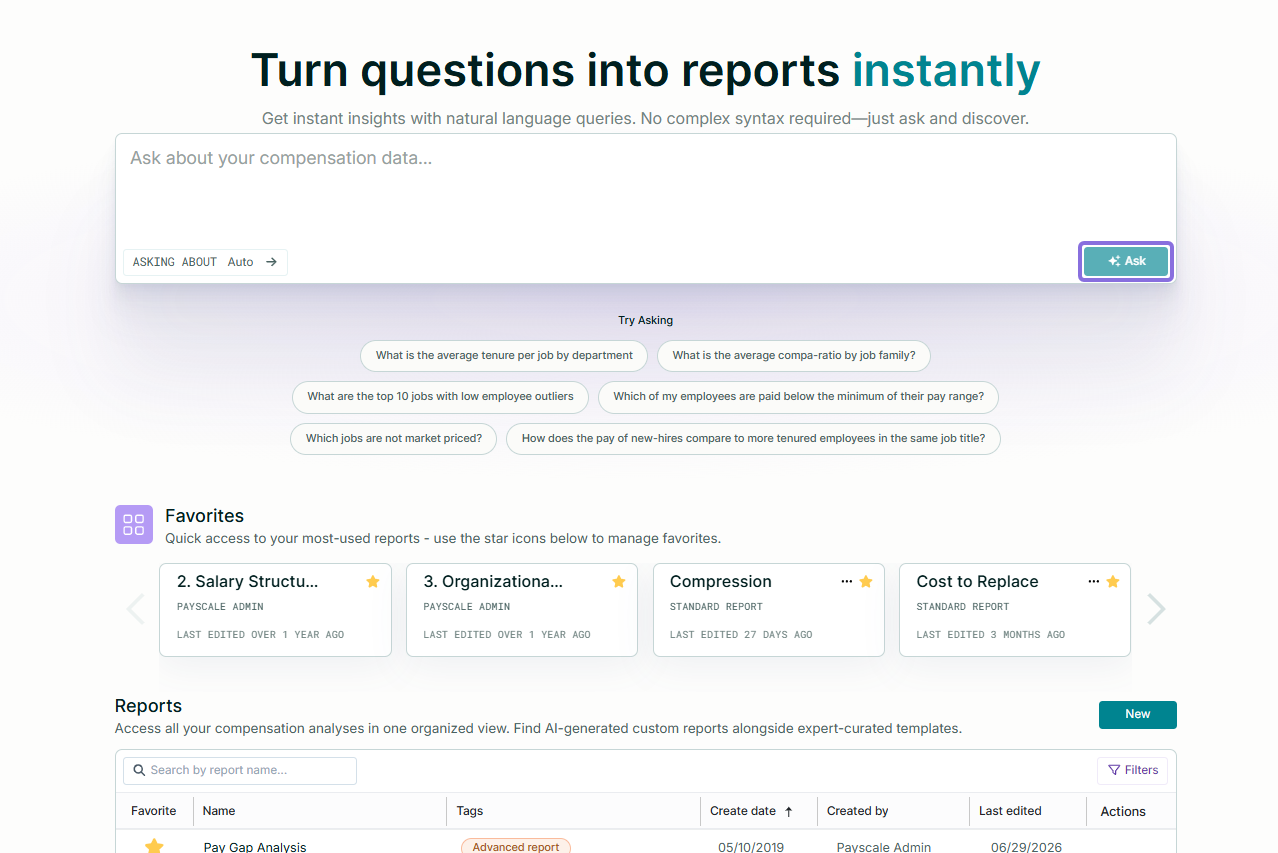 Turn questions into reports instantly
Get instant insights with natural language queries. No complex syntax required—just ask and discover.
Ask about your compensation data...
ASKING ABOUT Auto →
Ask
Try Asking
What is the average tenure per job by department
What is the average compa-ratio by job family?
What are the top 10 jobs with low employee outliers
Which of my employees are paid below the minimum of their pay range?
Which jobs are not market priced?
How does the pay of new-hires compare to more tenured employees in the same job title?
Favorites
Quick access to your most-used reports - use the star icons below to manage favorites.
2. Salary Structu...
PAYSCALE ADMIN
LAST EDITED OVER 1 YEAR AGO
3. Organizationa...
PAYSCALE ADMIN
LAST EDITED OVER 1 YEAR AGO
Compression
STANDARD REPORT
LAST EDITED 27 DAYS AGO
Cost to Replace
STANDARD REPORT
LAST EDITED 3 MONTHS AGO
Reports
Access all your compensation analyses in one organized view. Find AI-generated custom reports alongside expert-curated templates.
New
Search by report name...
Filters
Favorite Name Tags Create date ↑ Created by Last edited Actions
Pay Gap Analysis Advanced report 05/10/2019 Payscale Admin 06/29/2026